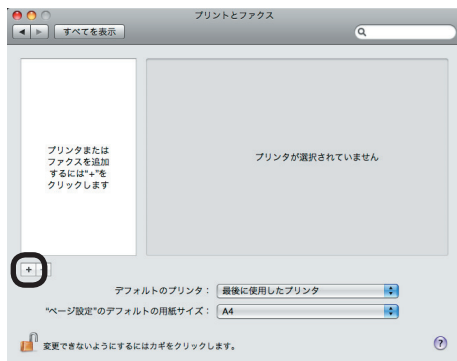 プリントとファクス
すべてを表示
プリンタまたは
ファクスを追加
するには"+"を
クリックします
プリンタが選択されていません
+
デフォルトのプリンタ： 最後に使用したプリンタ
"ページ設定"のデフォルトの用紙サイズ： A4
変更できないようにするにはカギをクリックします。
?